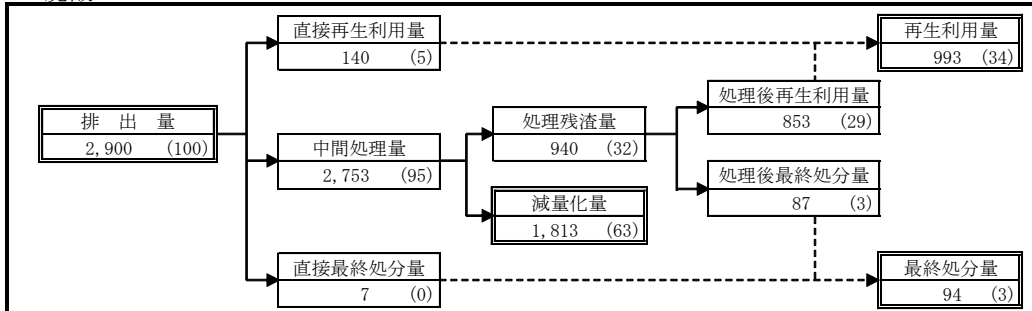 直接再生利用量
140 (5)
再生利用量
993 (34)
排 出 量
2,900 (100)
中間処理量
2,753 (95)
処理残渣量
940 (32)
処理後再生利用量
853 (29)
減量化量
1,813 (63)
処理後最終処分量
87 (3)
直接最終処分量
7 (0)
最終処分量
94 (3)